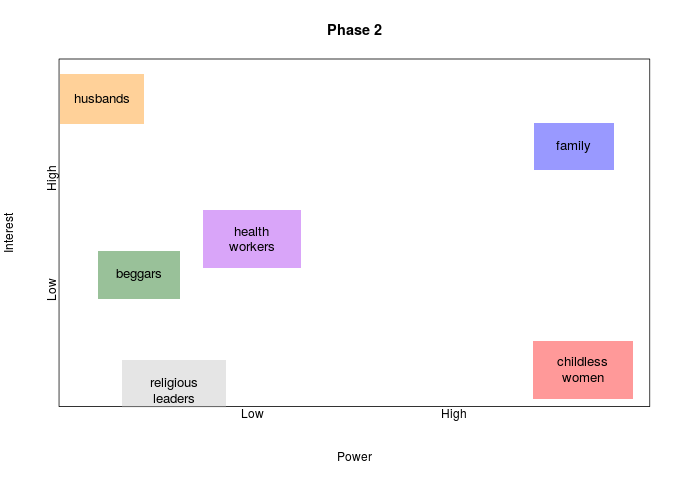 Phase 2
husbands
family
High
health
workers
Interest
beggars
Low
childless
women
religious
leaders
Low
High
Power